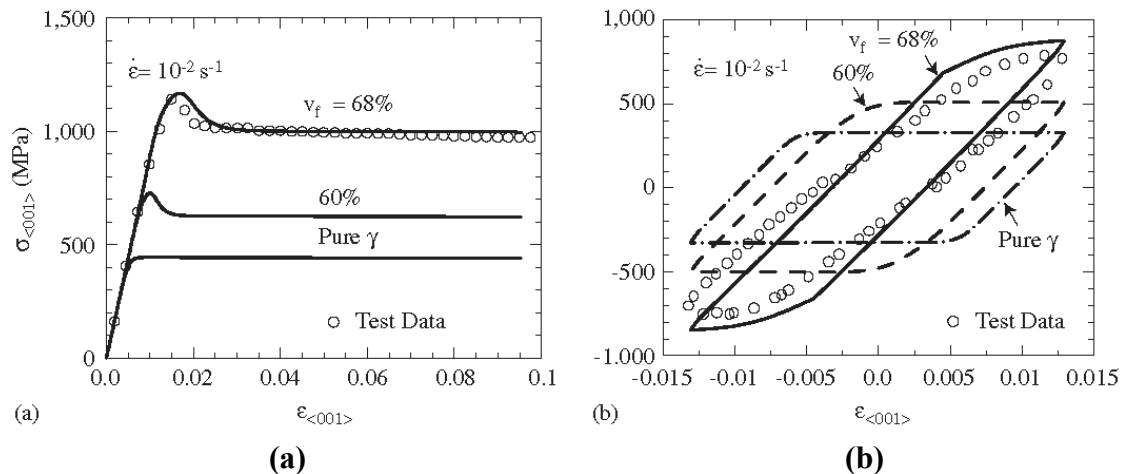 1,500
1,000
500
0
σ<001> (MPa)
ε̇= 10-2 s-1
vf = 68%
60%
Pure γ
Test Data
0.0 0.02 0.04 0.06 0.08 0.1
ε<001>
(a)
(a)
1,000
500
0
-500
-1.000
vf = 68%
ε̇= 10-2 s-1
60%
Pure γ
Test Data
-0.015 -0.01 -0.005 0.0 0.005 0.01 0.015
ε<001>
(b)
(b)